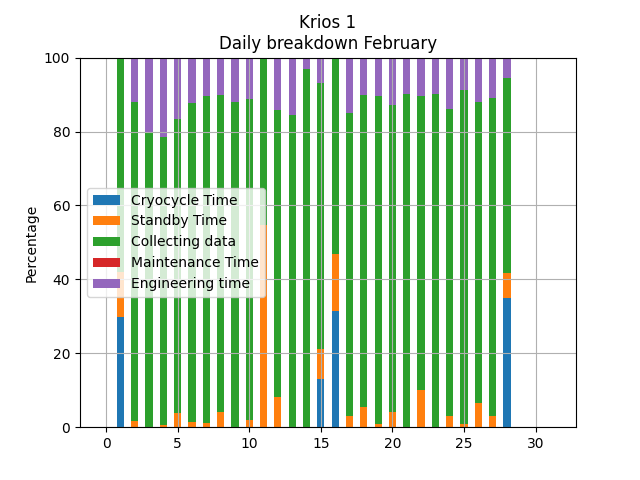 Krios 1
Daily breakdown February
100
80
60
40
20
0
Percentage
Cryocycle Time
Standby Time
Collecting data
Maintenance Time
Engineering time
0 5 10 15 20 25 30